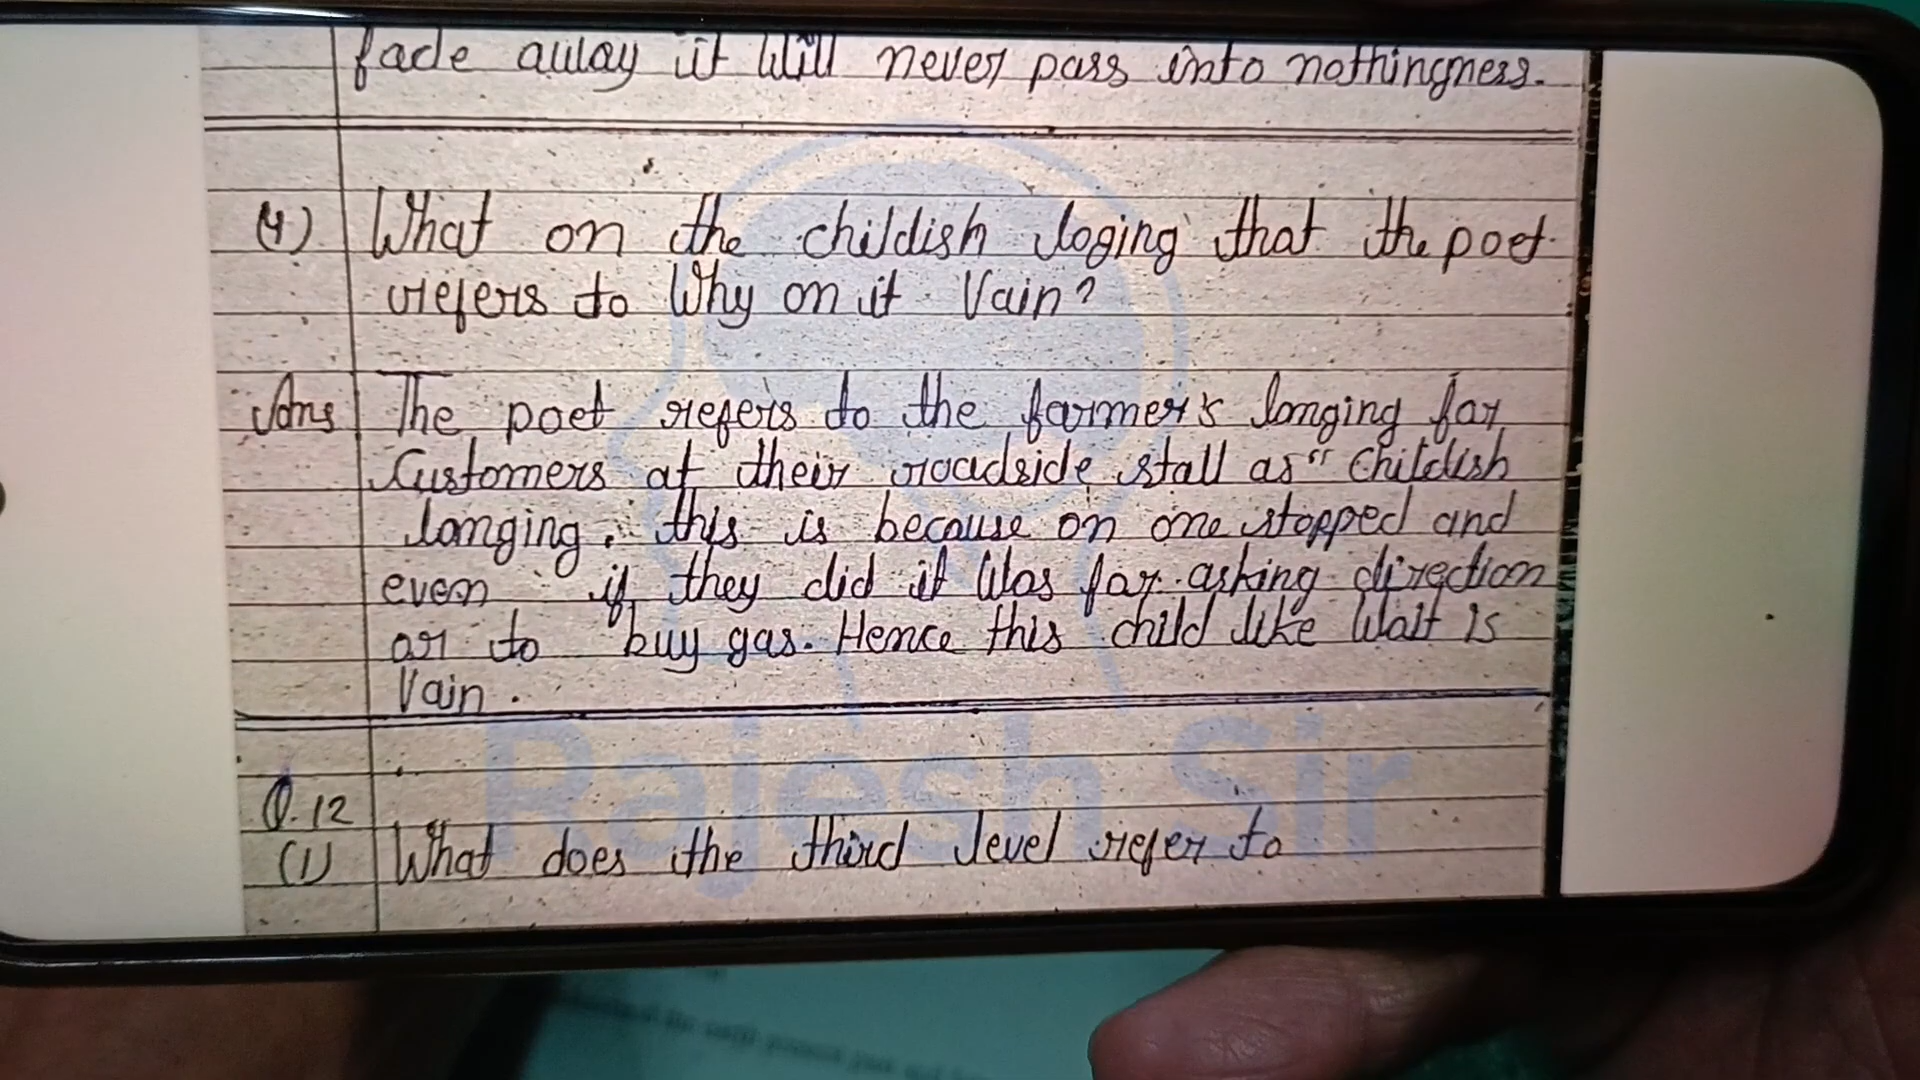 fade away it will never pass into nothingness.
(4) What on the childish loging that the poet
refers to Why on it Vain?
Ans The poet refers to the farmer's longing for
Customers at their roadside stall as " childish
longing. this is because on one stopped and
even if they did it was for asking direction
or to buy gas. Hence this child like Wait is
Vain.
Q.12
(1) What does the third level refer to
Rajesh Sir